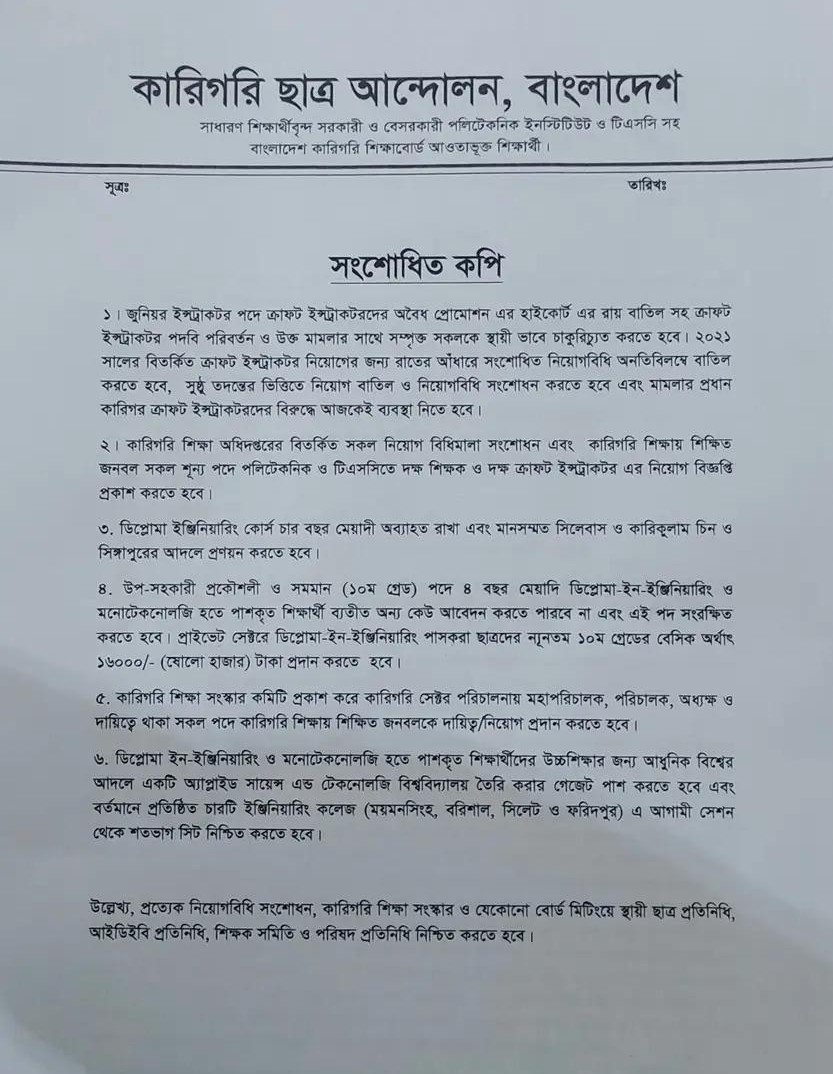 কারিগরি ছাত্র আন্দোলন, বাংলাদেশ
সাধারণ শিক্ষার্থীবৃন্দ সরকারী ও বেসরকারী পলিটেকনিক ইনস্টিটিউট ও টিএসসি সহ
বাংলাদেশ কারিগরি শিক্ষাবোর্ড আওতাভূক্ত শিক্ষার্থী।
সূত্রঃ
তারিখঃ
সংশোধিত কপি
১। জুনিয়র ইন্সট্রাকটর পদে ক্রাফট ইন্সট্রাকটরদের অবৈধ প্রোমোশন এর হাইকোর্ট এর রায় বাতিল সহ ক্রাফট
ইন্সট্রাকটর পদবি পরিবর্তন ও উক্ত মামলার সাথে সম্পৃক্ত সকলকে স্থায়ী ভাবে চাকুরিচ্যুত করতে হবে। ২০২১
সালের বিতর্কিত ক্রাফট ইন্সট্রাকটর নিয়োগের জন্য রাতের আঁধারে সংশোধিত নিয়োগবিধি অনতিবিলম্বে বাতিল
করতে হবে, সুষ্ঠু তদন্তের ভিত্তিতে নিয়োগ বাতিল ও নিয়োগবিধি সংশোধন করতে হবে এবং মামলার প্রধান
কারিগর ক্রাফট ইন্সট্রাকটরদের বিরুদ্ধে আজকেই ব্যবস্থা নিতে হবে।
২। কারিগরি শিক্ষা অধিদপ্তরের বিতর্কিত সকল নিয়োগ বিধিমালা সংশোধন এবং কারিগরি শিক্ষায় শিক্ষিত
জনবল সকল শূন্য পদে পলিটেকনিক ও টিএসসিতে দক্ষ শিক্ষক ও দক্ষ ক্রাফট ইন্সট্রাকটর এর নিয়োগ বিজ্ঞপ্তি
প্রকাশ করতে হবে।
৩. ডিপ্লোমা ইঞ্জিনিয়ারিং কোর্স চার বছর মেয়াদী অব্যাহত রাখা এবং মানসম্মত সিলেবাস ও কারিকুলাম চিন ও
সিঙ্গাপুরের আদলে প্রণয়ন করতে হবে।
৪. উপ-সহকারী প্রকৌশলী ও সমমান (১০ম গ্রেড) পদে ৪ বছর মেয়াদি ডিপ্লোমা-ইন-ইঞ্জিনিয়ারিং ও
মনোটেকনোলজি হতে পাশকৃত শিক্ষার্থী ব্যতীত অন্য কেউ আবেদন করতে পারবে না এবং এই পদ সংরক্ষিত
করতে হবে। প্রাইভেট সেক্টরে ডিপ্লোমা-ইন-ইঞ্জিনিয়ারিং পাসকরা ছাত্রদের ন্যূনতম ১০ম গ্রেডের বেসিক অর্থাৎ
১৬০০০/- (ষোলো হাজার) টাকা প্রদান করতে হবে।
৫. কারিগরি শিক্ষা সংস্কার কমিটি প্রকাশ করে কারিগরি সেক্টর পরিচালনায় মহাপরিচালক, পরিচালক, অধ্যক্ষ ও
দায়িত্বে থাকা সকল পদে কারিগরি শিক্ষায় শিক্ষিত জনবলকে দায়িত্ব/নিয়োগ প্রদান করতে হবে।
৬. ডিপ্লোমা ইন-ইঞ্জিনিয়ারিং ও মনোটেকনোলজি হতে পাশকৃত শিক্ষার্থীদের উচ্চশিক্ষার জন্য আধুনিক বিশ্বের
আদলে একটি অ্যাপ্লাইড সায়েন্স এন্ড টেকনোলজি বিশ্ববিদ্যালয় তৈরি করার গেজেট পাশ করতে হবে এবং
বর্তমানে প্রতিষ্ঠিত চারটি ইঞ্জিনিয়ারিং কলেজ (ময়মনসিংহ, বরিশাল, সিলেট ও ফরিদপুর) এ আগামী সেশন
থেকে শতভাগ সিট নিশ্চিত করতে হবে।
উল্লেখ্য, প্রত্যেক নিয়োগবিধি সংশোধন, কারিগরি শিক্ষা সংস্কার ও যেকোনো বোর্ড মিটিংয়ে স্থায়ী ছাত্র প্রতিনিধি,
আইডিইবি প্রতিনিধি, শিক্ষক সমিতি ও পরিষদ প্রতিনিধি নিশ্চিত করতে হবে।